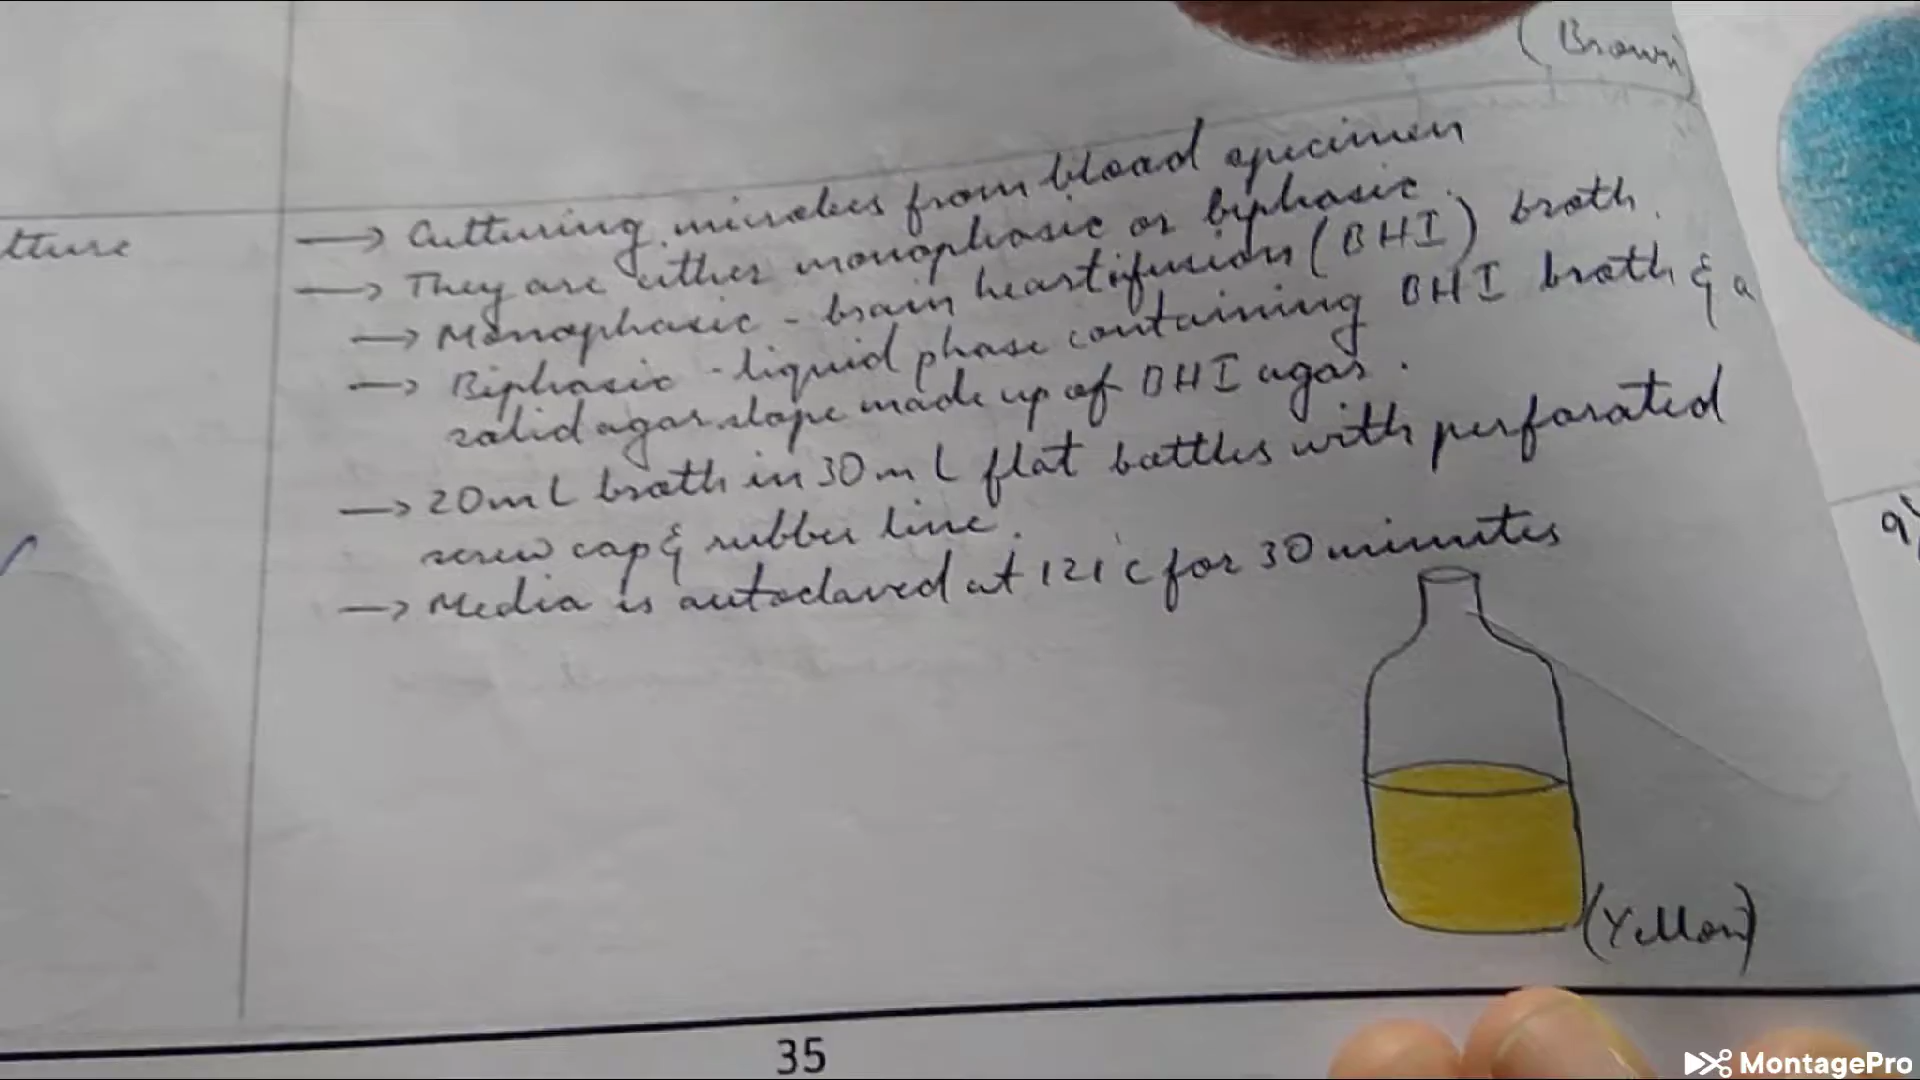 (Brown)
lture
→ Culturing microbes from blood specimen
→ They are either monophasic or biphasic.
→ Monophasic - brain heart ifusion (BHI) broth.
→ Biphasic - liquid phase containing BHI broth & a
solid agar slope made up of BHI agar.
→ 20mL broth in 30mL flat bottles with perforated
screw cap & rubber line.
→ Media is autoclaved at 121°c for 30 minutes
(Yellow)
9)
35
MontagePro